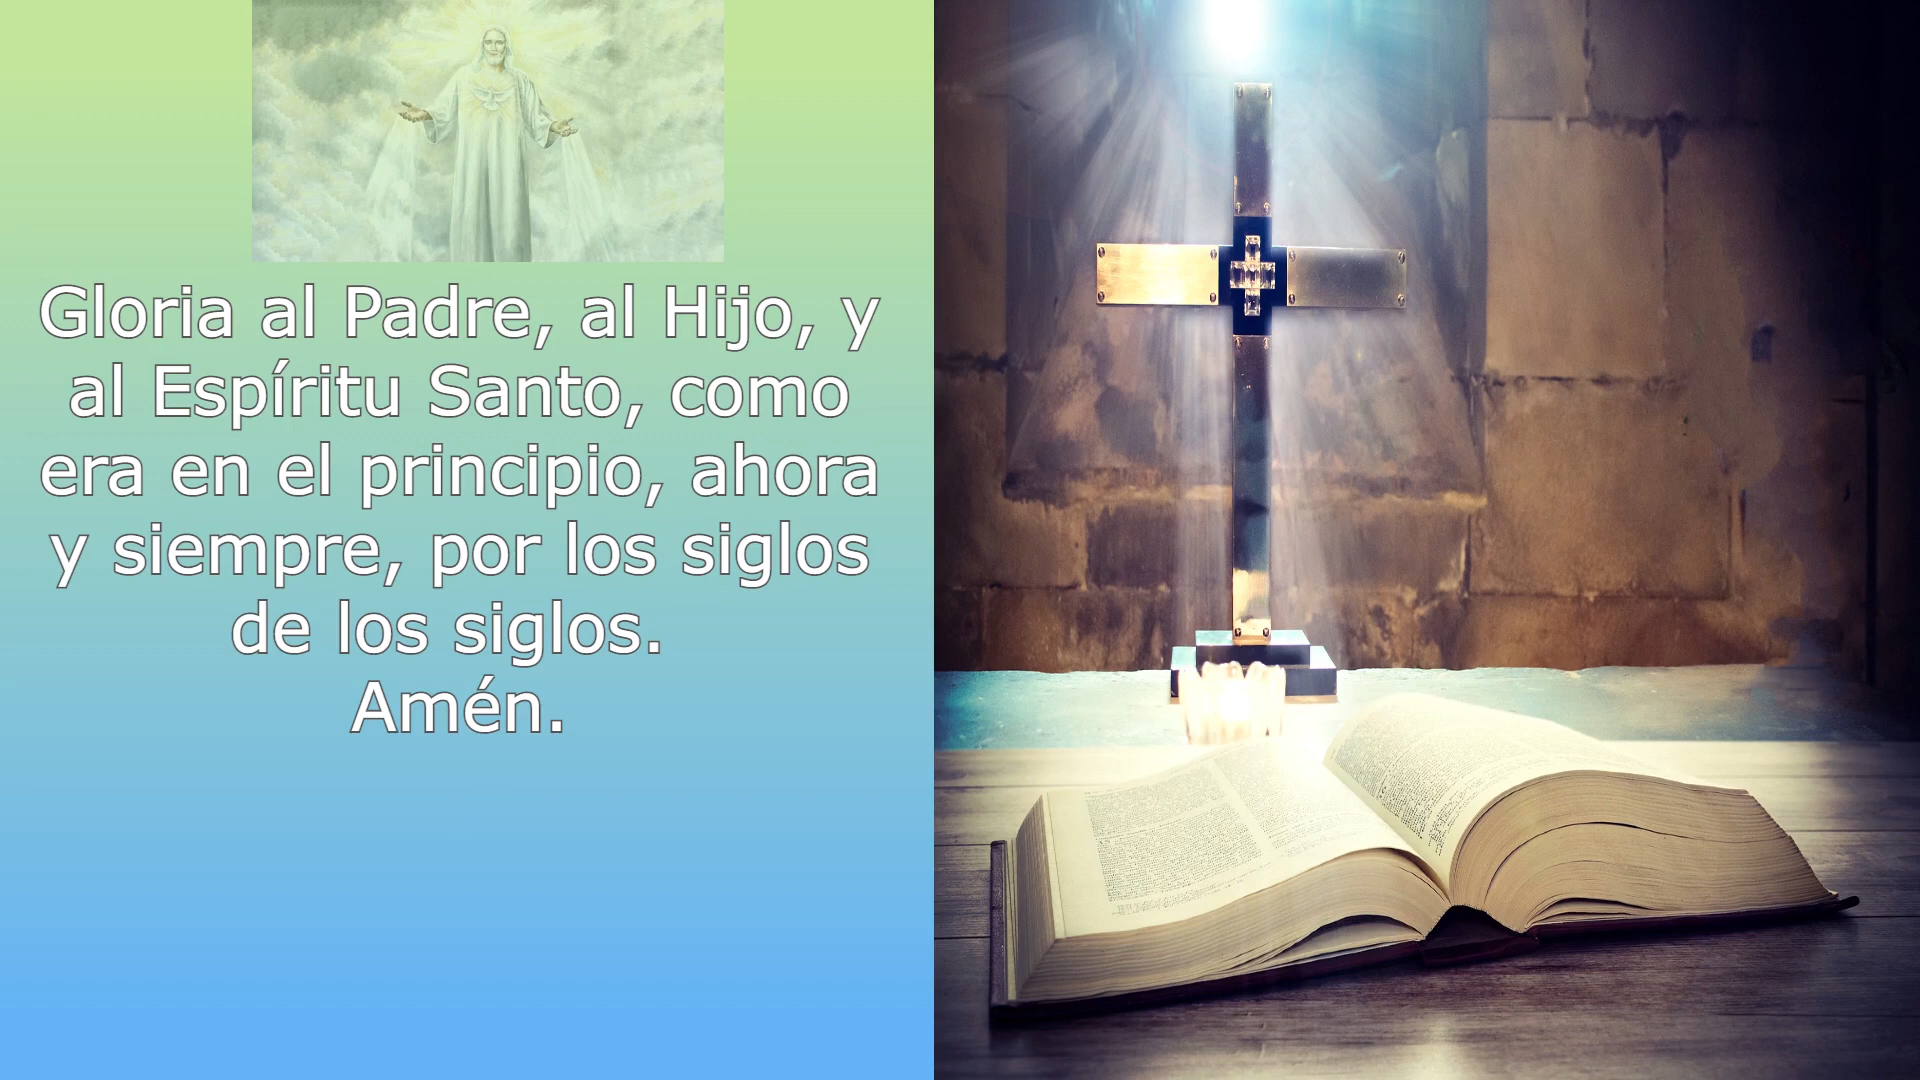 Gloria al Padre, al Hijo, y
al Espíritu Santo, como
era en el principio, ahora
y siempre, por los siglos
de los siglos.
Amén.